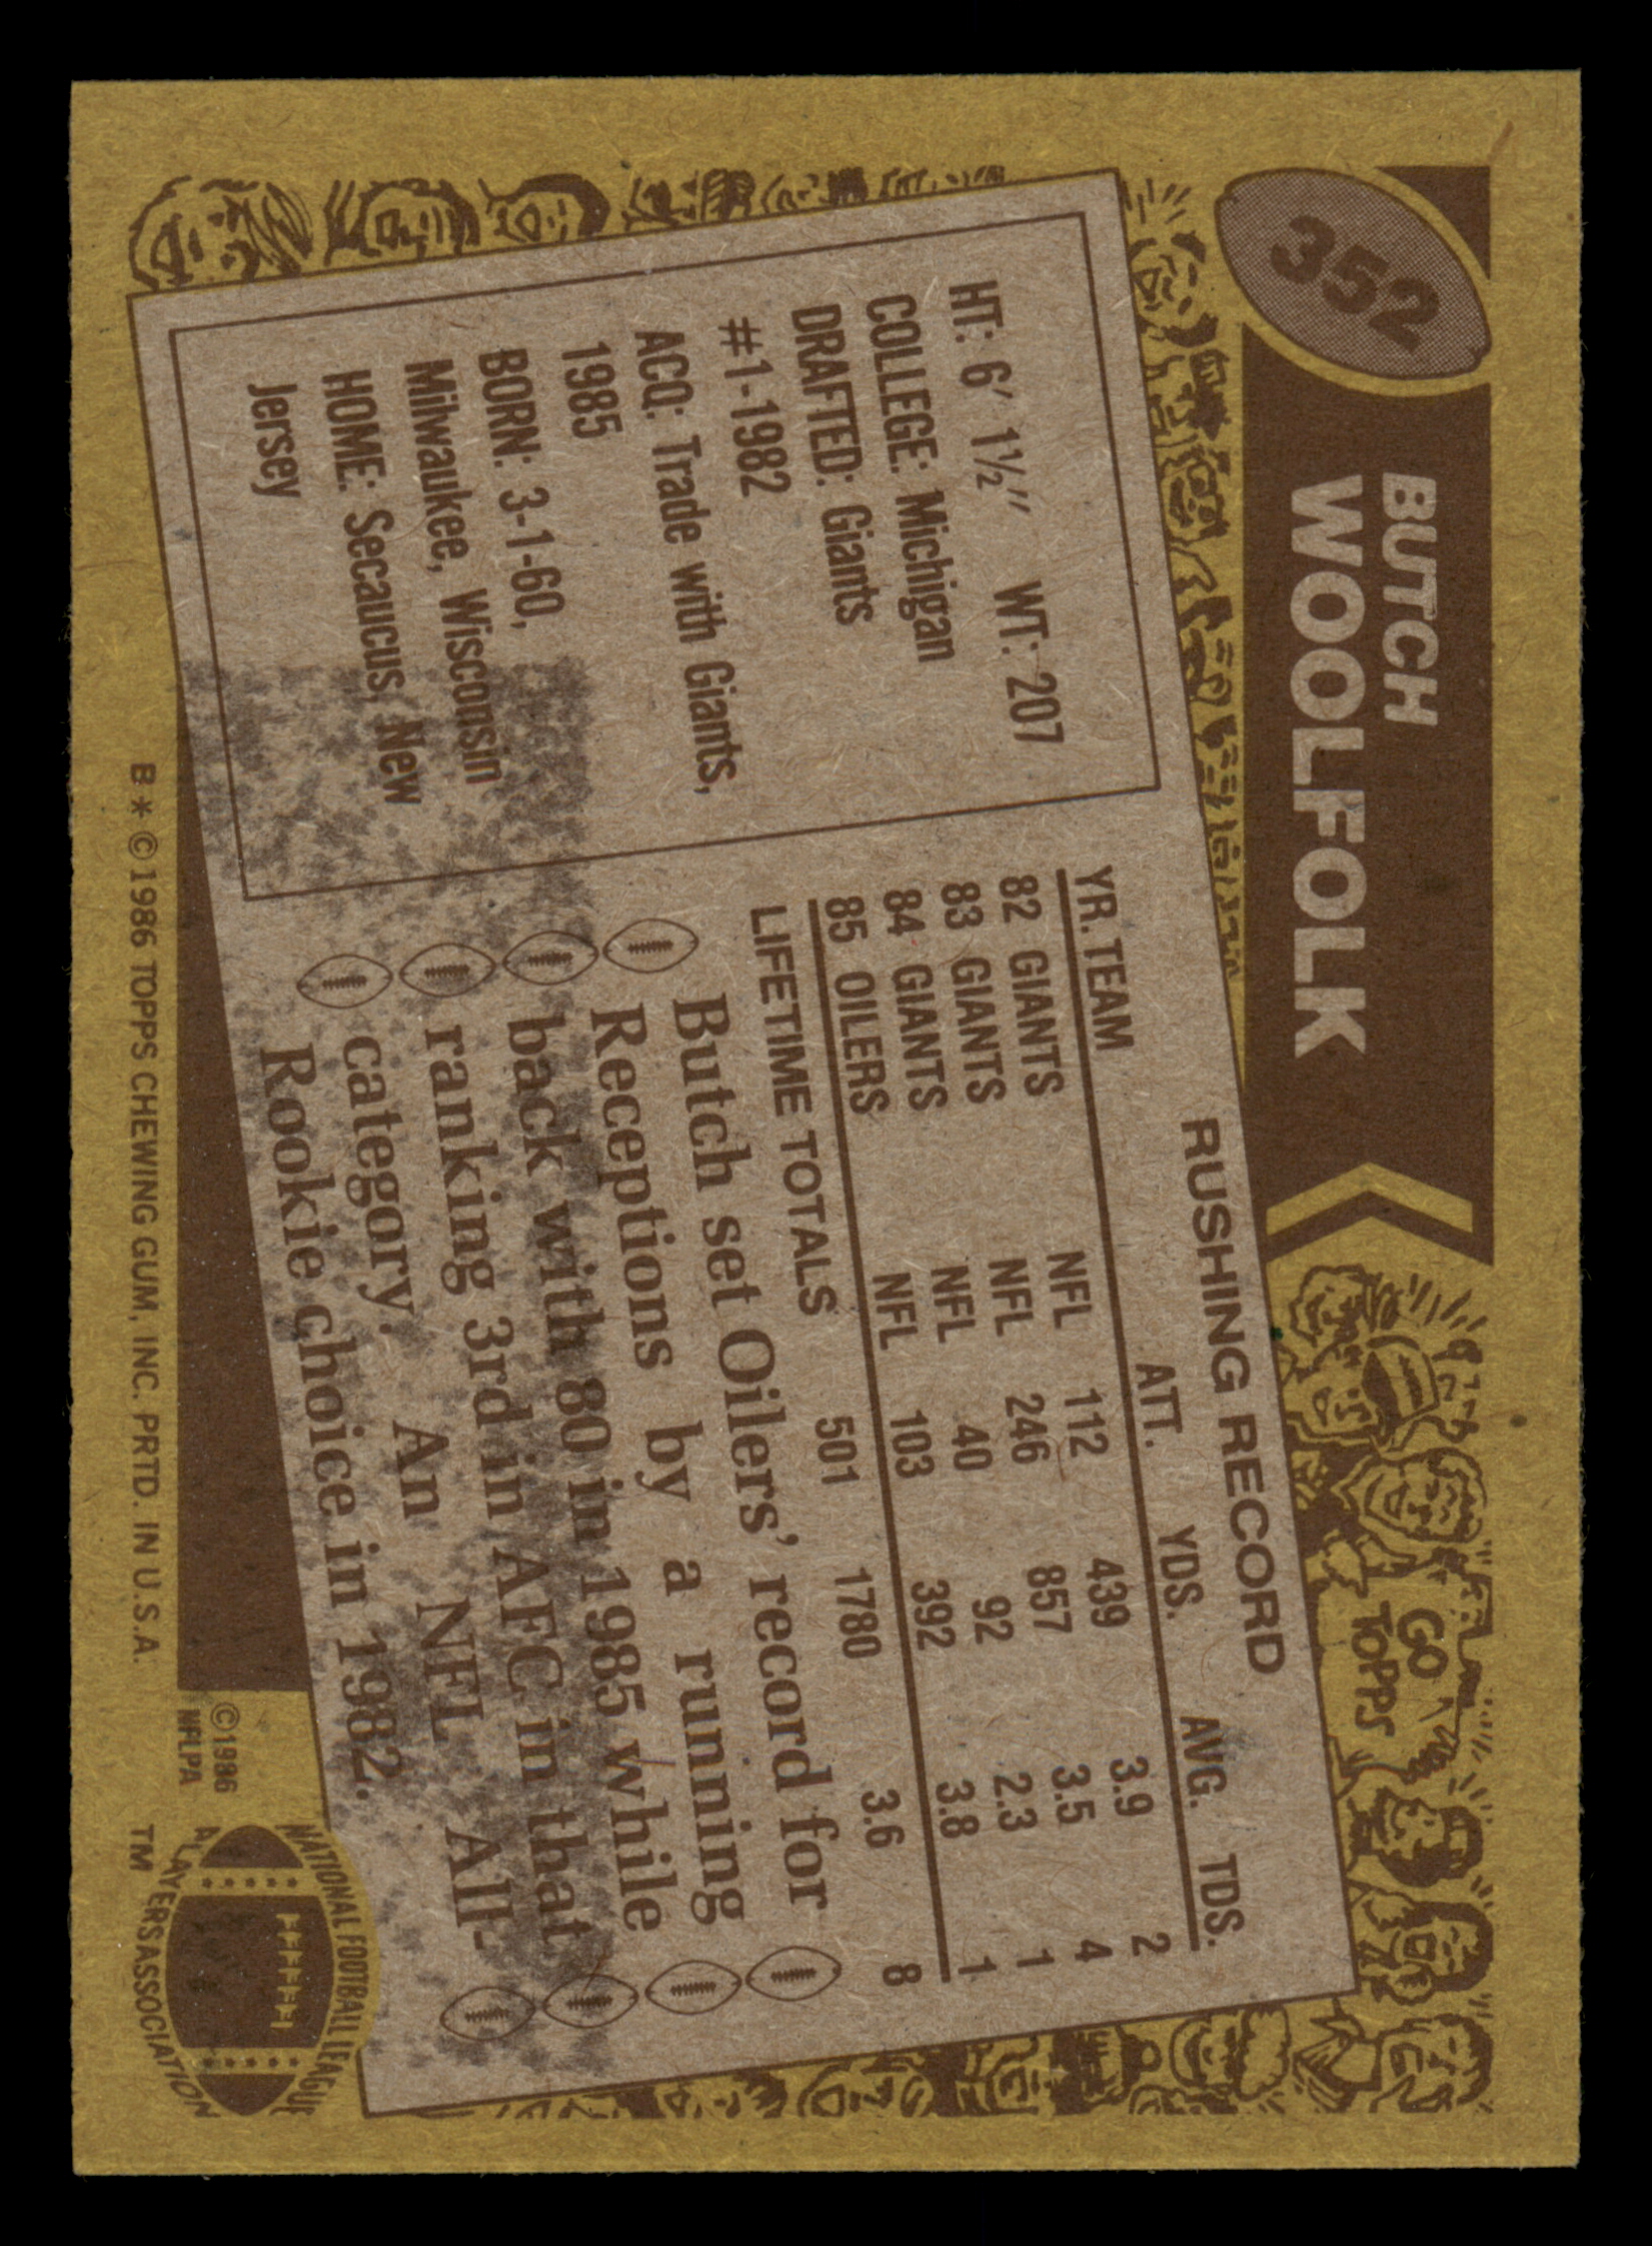 352
BUTCH
WOOLFOLK
GO
TOPPS
HT: 6' 1½" WT: 207
COLLEGE: Michigan
DRAFTED: Giants
#1-1982
ACQ: Trade with Giants,
1985
BORN: 3-1-60,
Milwaukee, Wisconsin
HOME: Secaucus, New
Jersey
RUSHING RECORD
YR. TEAM ATT. YDS. AVG. TDS.
82 GIANTS NFL 112 439 3.9 2
83 GIANTS NFL 246 857 3.5 4
84 GIANTS NFL 40 92 2.3 1
85 OILERS NFL 103 392 3.8 1
LIFETIME TOTALS 501 1780 3.6 8
Butch set Oilers' record for
Receptions by a running
back with 80 in 1985 while
ranking 3rd in AFC in that
category. An NFL All-
Rookie choice in 1982.
B * © 1986 TOPPS CHEWING GUM, INC. PRTD. IN U.S.A.
©1986
NFLPA
TM
NATIONAL FOOTBALL LEAGUE
PLAYERS ASSOCIATION